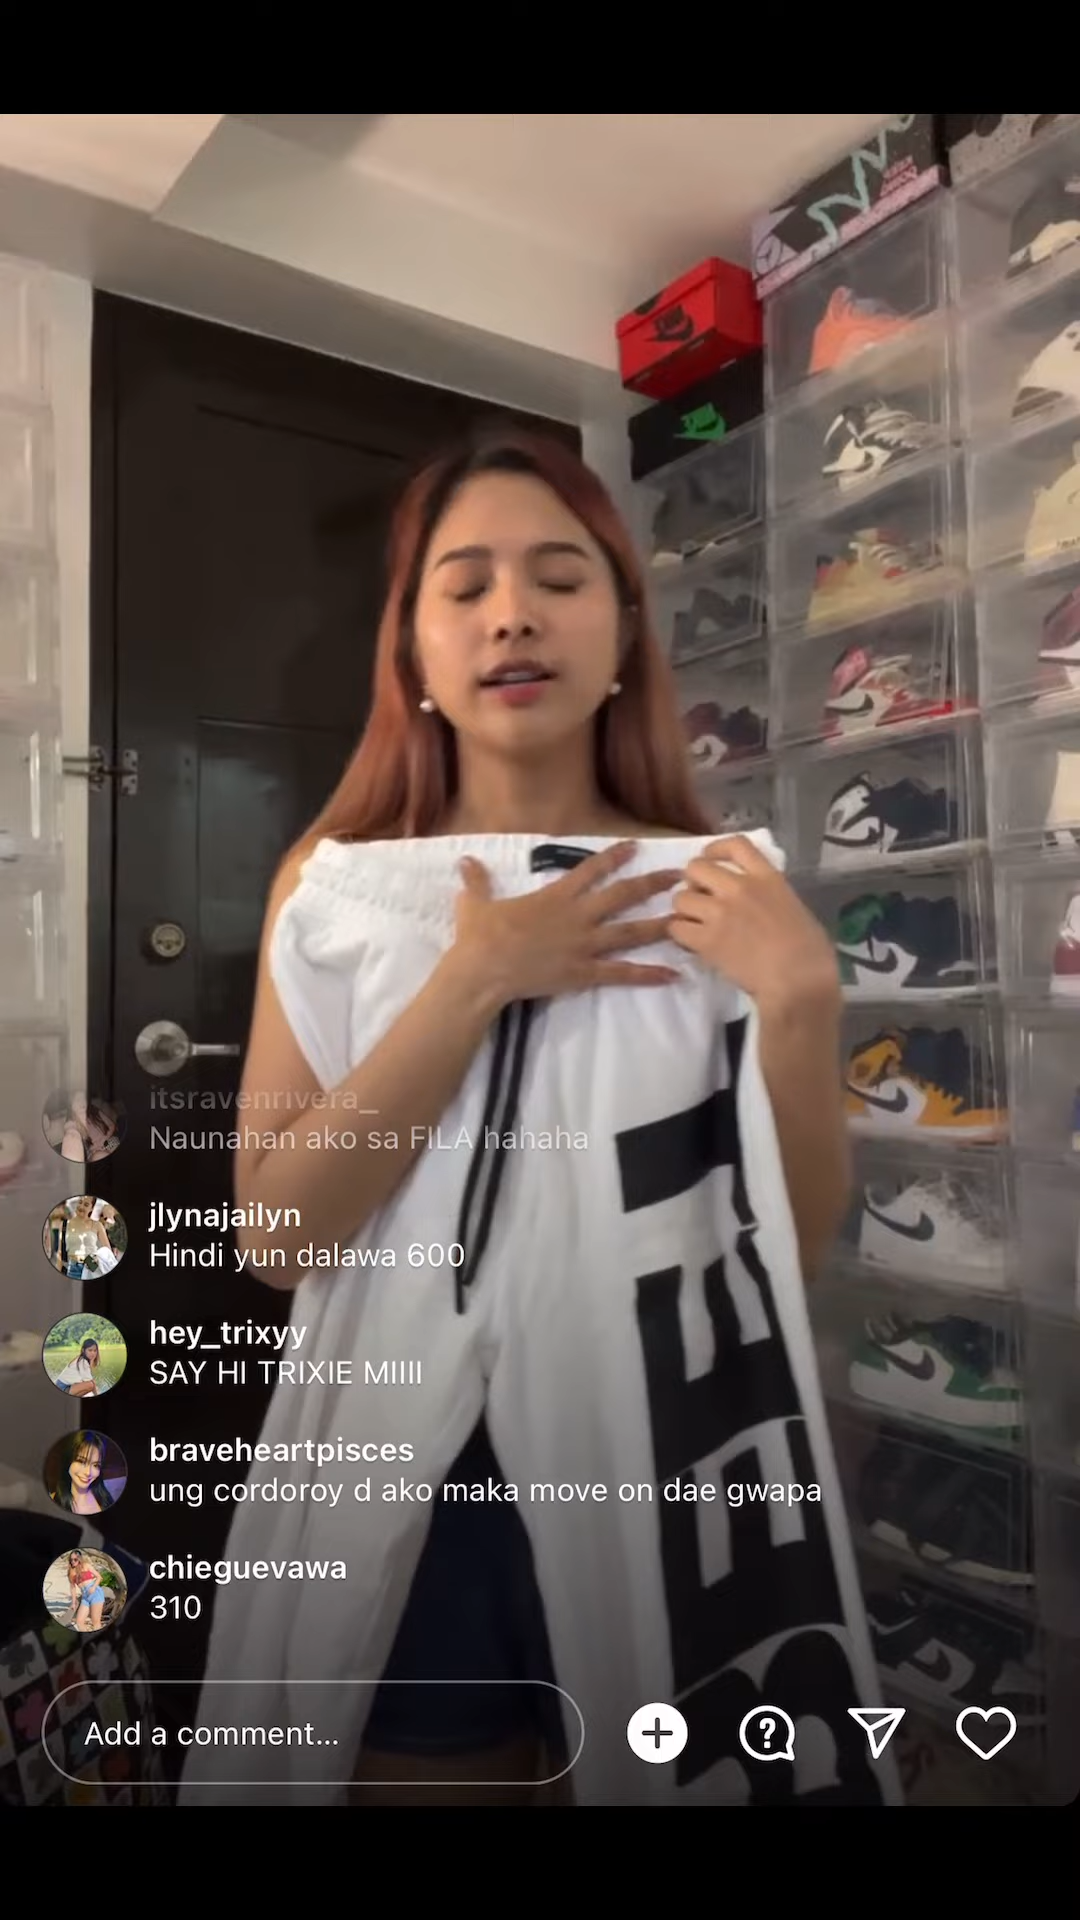 itsravenrivera_
Naunahan ako sa FILA hahaha
jlynajailyn
Hindi yun dalawa 600
hey_trixyy
SAY HI TRIXIE MIIII
braveheartpisces
ung cordoroy d ako maka move on dae gwapa
chieguevawa
310
Add a comment...